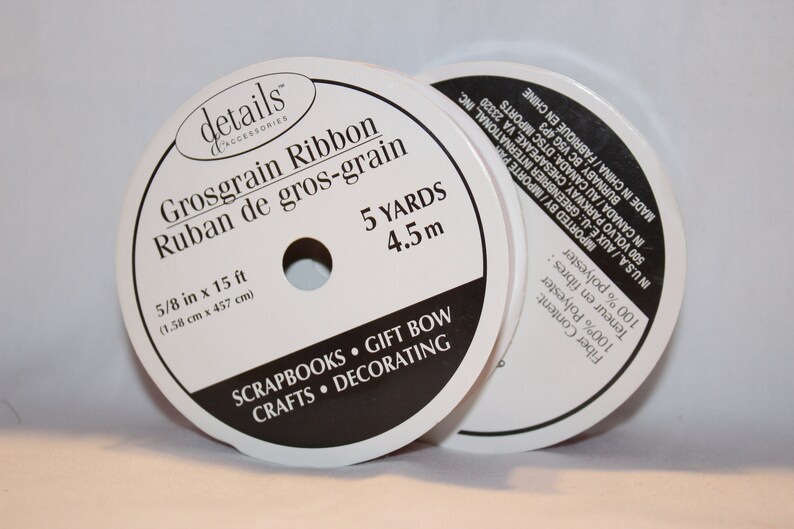 details™
& ACCESSORIES
Grosgrain Ribbon
Ruban de gros-grain
5 YARDS
4.5 m
5/8 in x 15 ft
(1.58 cm x 457 cm)
SCRAPBOOKS • GIFT BOW
CRAFTS • DECORATING
Fiber Content:
100% Polyester
Teneur en fibres :
100 % polyester
IMPORTED BY / IMPORTÉ PAR
IN U.S.A. / AUX É.-U.: GREENBRIER INTERNATIONAL, INC.
500 VOLVO PARKWAY, CHESAPEAKE, VA 23320
IN CANADA / AU CANADA: DTSC IMPORTS
BURNABY BC V5G
MADE IN CHINA / FABRIQUÉ EN CHINE